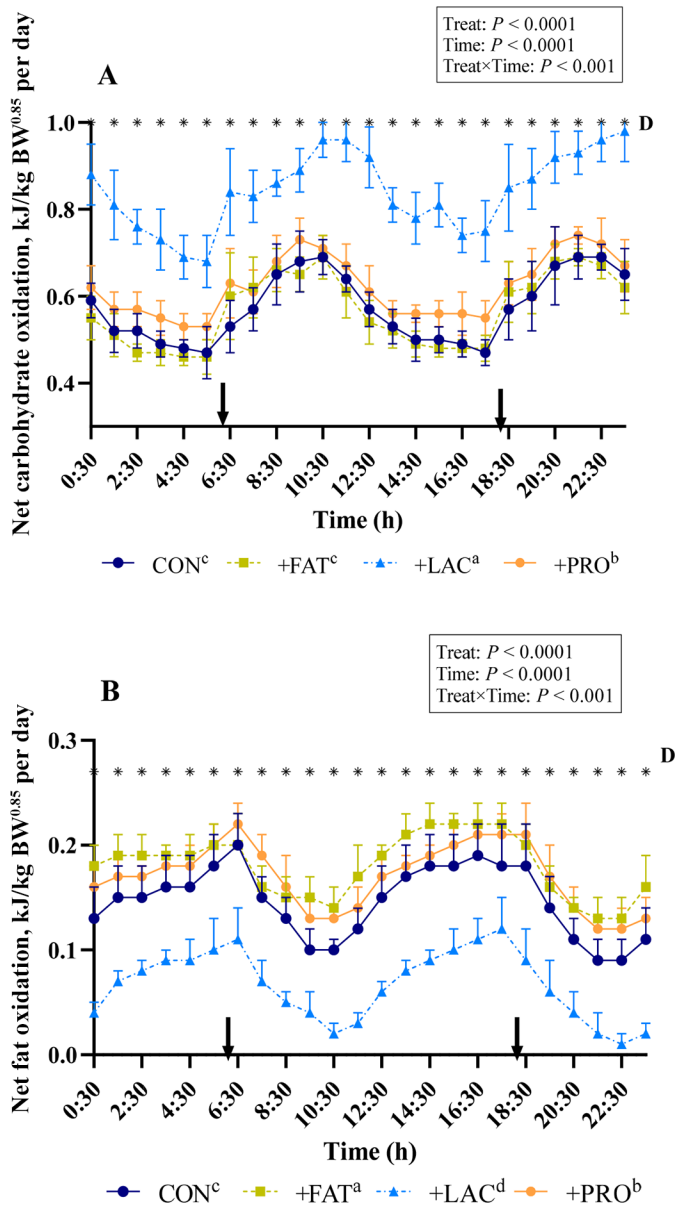 Treat: P < 0.0001
Time: P < 0.0001
Treat×Time: P < 0.001
A
Net carbohydrate oxidation, kJ/kg BW0.85 per day
1.0
0.8
0.6
0.4
* * * * * * * * * * * * * * * * * * * * * * * * D
0:30 2:30 4:30 6:30 8:30 10:30 12:30 14:30 16:30 18:30 20:30 22:30
Time (h)
CONc +FATc +LACa +PROb
Treat: P < 0.0001
Time: P < 0.0001
Treat×Time: P < 0.001
B
Net fat oxidation, kJ/kg BW0.85 per day
0.3
0.2
0.1
0.0
* * * * * * * * * * * * * * * * * * * * * * * * D
0:30 2:30 4:30 6:30 8:30 10:30 12:30 14:30 16:30 18:30 20:30 22:30
Time (h)
CONc +FATa +LACd +PROb